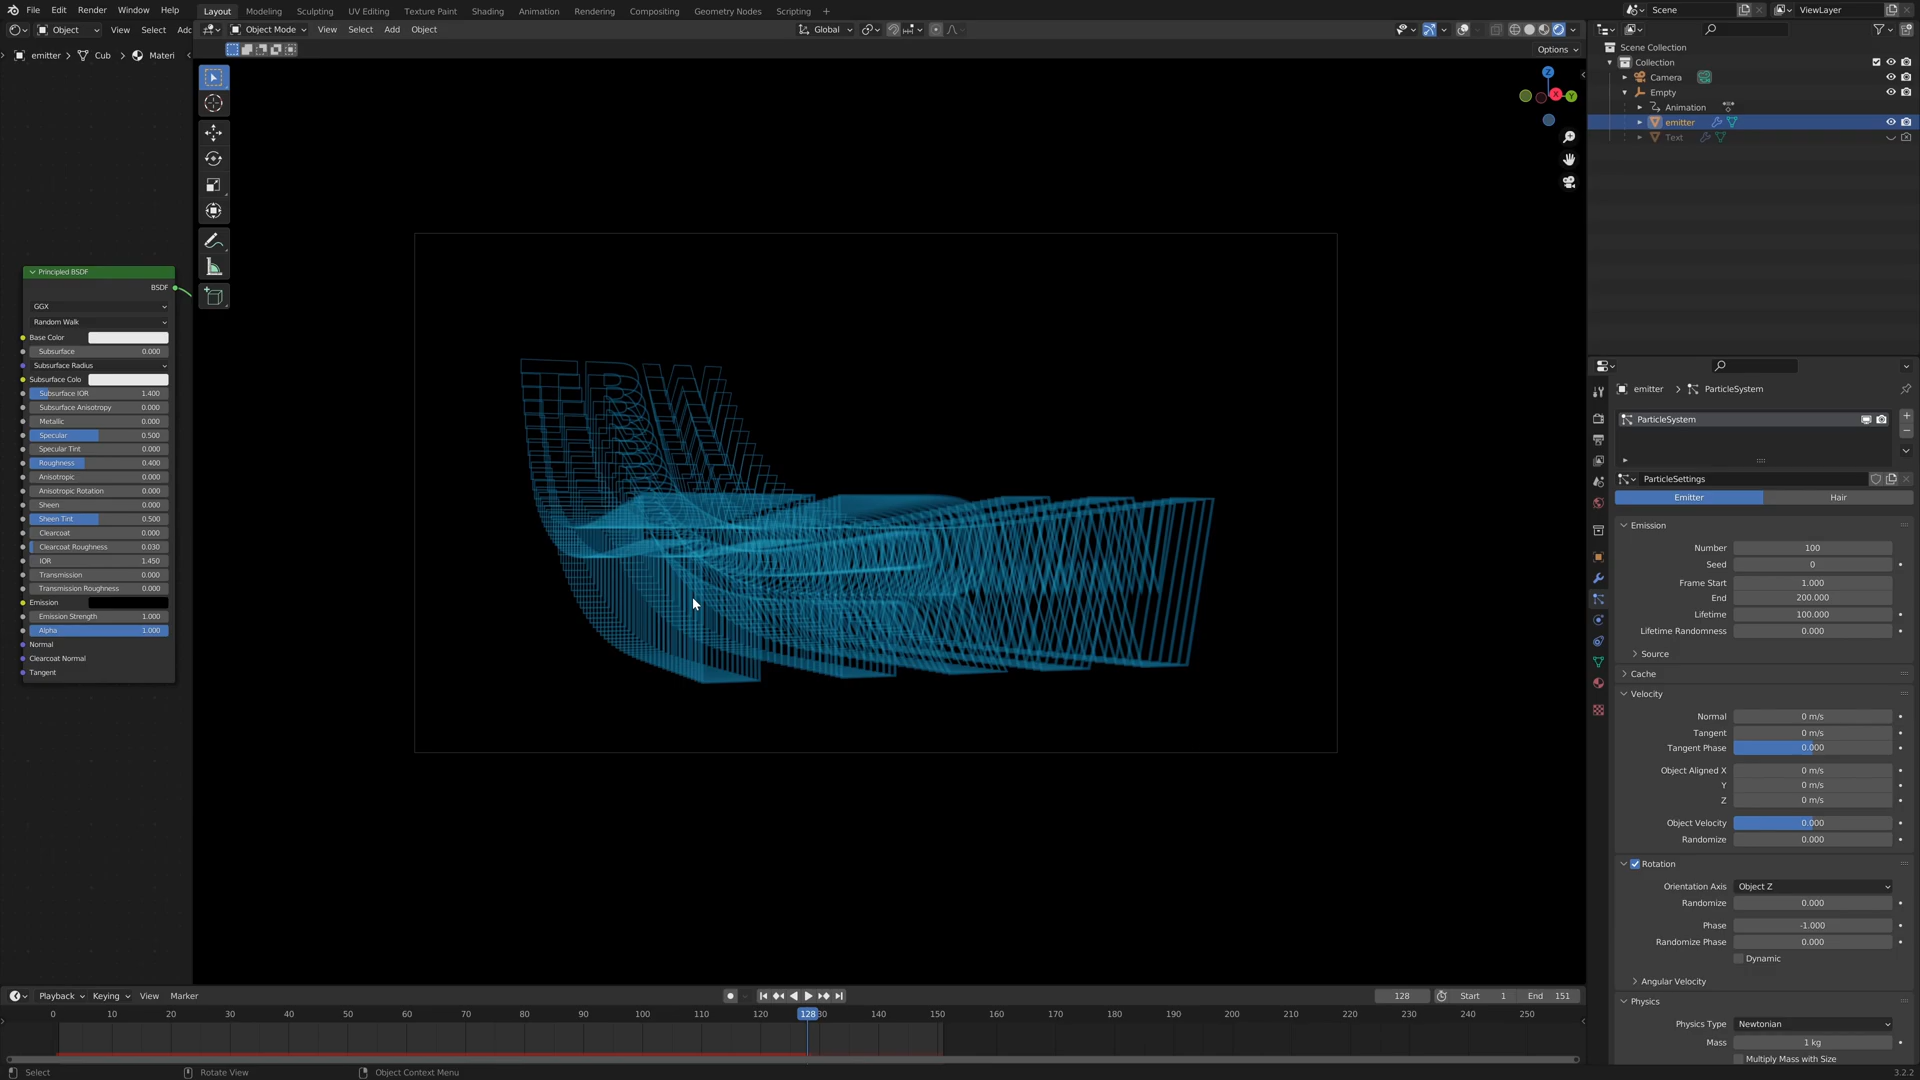 File Edit Render Window Help Layout Modeling Sculpting UV Editing Texture Paint Shading Animation Rendering Compositing Geometry Nodes Scripting + Scene ViewLayer
Object View Select Object Mode View Select Add Object Global
Options
emitter > Cub > Materi
Scene Collection
Collection
Camera
Empty
Animation
emitter
Text
Z
X
Y
Principled BSDF
BSDF
GGX
Random Walk
Base Color
Subsurface 0.000
Subsurface Radius
Subsurface Colo
Subsurface IOR 1.400
Subsurface Anisotropy 0.000
Metallic 0.000
Specular 0.500
Specular Tint 0.000
Roughness 0.400
Anisotropic 0.000
Anisotropic Rotation 0.000
Sheen 0.000
Sheen Tint 0.500
Clearcoat 0.000
Clearcoat Roughness 0.030
IOR 1.450
Transmission 0.000
Transmission Roughness 0.000
Emission
Emission Strength 1.000
Alpha 1.000
Normal
Clearcoat Normal
Tangent
emitter > ParticleSystem
ParticleSystem
ParticleSettings
Emitter Hair
Emission
Number 100
Seed 0
Frame Start 1.000
End 200.000
Lifetime 100.000
Lifetime Randomness 0.000
Source
Cache
Velocity
Normal 0 m/s
Tangent 0 m/s
Tangent Phase 0.000
Object Aligned X 0 m/s
Y 0 m/s
Z 0 m/s
Object Velocity 0.000
Randomize 0.000
Rotation
Orientation Axis Object Z
Randomize 0.000
Phase -1.000
Randomize Phase 0.000
Dynamic
Angular Velocity
Physics
Physics Type Newtonian
Mass 1 kg
Multiply Mass with Size
Playback Keying View Marker 128 Start 1 End 151
0 10 20 30 40 50 60 70 80 90 100 110 120 128 140 150 160 170 180 190 200 210 220 230 240 250
Select Rotate View Object Context Menu 3.2.2